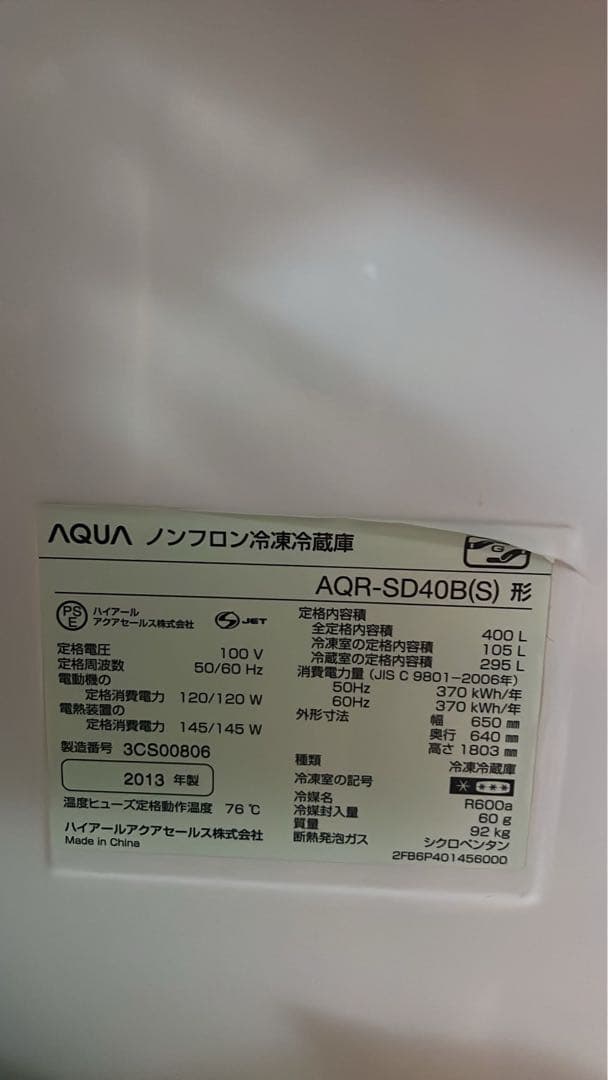 AQUA ノンフロン冷凍冷蔵庫
G
AQR-SD40B(S) 形
PS
E
ハイアール
アクアセールス株式会社
JET
定格電圧 100 V
定格周波数 50/60 Hz
電動機の
定格消費電力 120/120 W
電熱装置の
定格消費電力 145/145 W
製造番号 3CS00806
2013 年製
温度ヒューズ定格動作温度 76 ℃
ハイアールアクアセールス株式会社
Made in China
定格内容積
全定格内容積 400 L
冷凍室の定格内容積 105 L
冷蔵室の定格内容積 295 L
消費電力量 (JIS C 9801-2006年)
50Hz 370 kWh/年
60Hz 370 kWh/年
外形寸法 幅 650 ㎜
奥行 640 ㎜
高さ 1803 ㎜
種類 冷凍冷蔵庫
冷凍室の記号
冷媒名 R600a
冷媒封入量 60 g
質量 92 kg
断熱発泡ガス シクロペンタン
2FB6P401456000